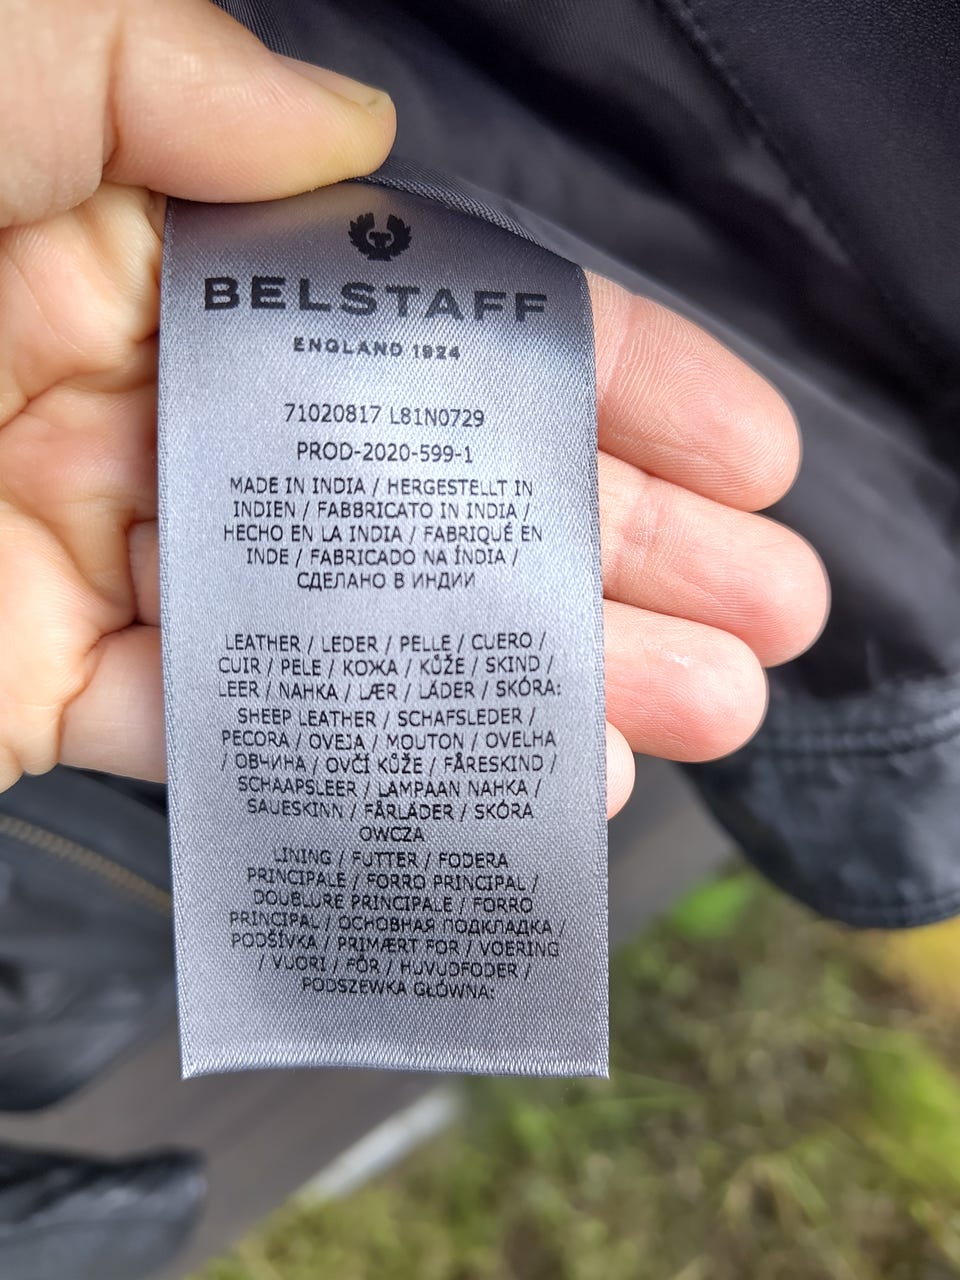 BELSTAFF
ENGLAND 1924
71020817 L81N0729
PROD-2020-599-1
MADE IN INDIA / HERGESTELLT IN
INDIEN / FABBRICATO IN INDIA /
HECHO EN LA INDIA / FABRIQUÉ EN
INDE / FABRICADO NA ÍNDIA /
СДЕЛАНО В ИНДИИ
LEATHER / LEDER / PELLE / CUERO /
CUIR / PELE / КОЖА / KŮŽE / SKIND /
LEER / NAHKA / LÆR / LÄDER / SKÓRA:
SHEEP LEATHER / SCHAFSLEDER /
PECORA / OVEJA / MOUTON / OVELHA
/ ОВЧИНА / OVČÍ KŮŽE / FÅRESKIND /
SCHAAPSLEER / LAMPAAN NAHKA /
SAUESKINN / FÅRLÄDER / SKÓRA
OWCZA
LINING / FUTTER / FODERA
PRINCIPALE / FORRO PRINCIPAL /
DOUBLURE PRINCIPALE / FORRO
PRINCIPAL / ОСНОВНАЯ ПОДКЛАДКА /
PODŠÍVKA / PRIMÆRT FOR / VOERING
/ VUORI / FÔR / HUVUDFODER /
PODSZEWKA GŁÓWNA: